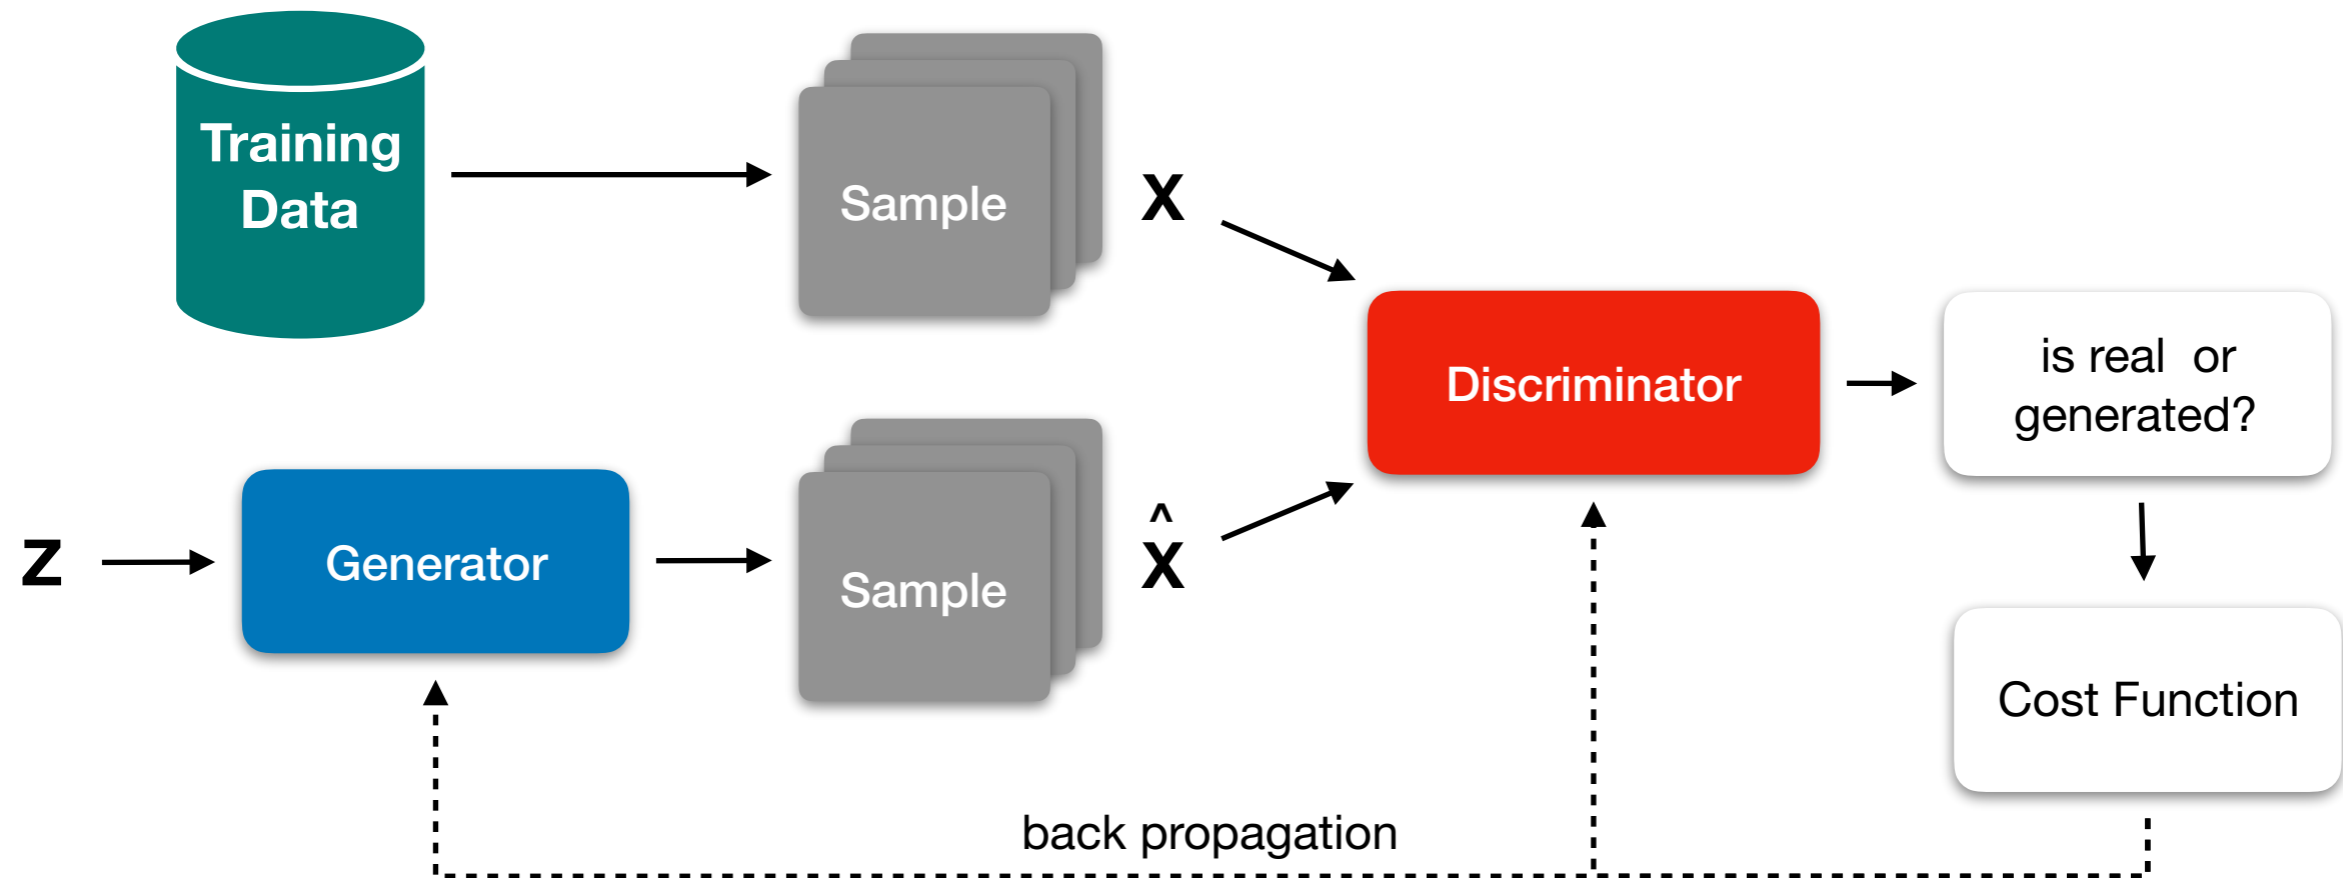 Training
Data
Sample
X
Discriminator
is real or
generated?
Z
Generator
Sample
^
X
Cost Function
back propagation